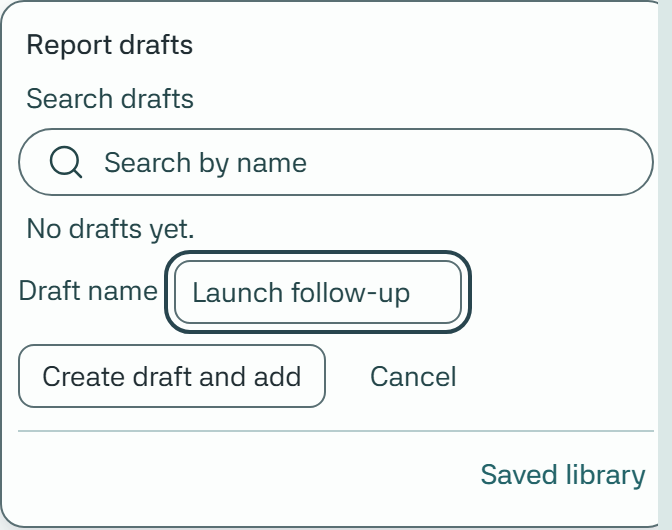 Report drafts
Search drafts
Search by name
No drafts yet.
Draft name Launch follow-up
Create draft and add Cancel
Saved library